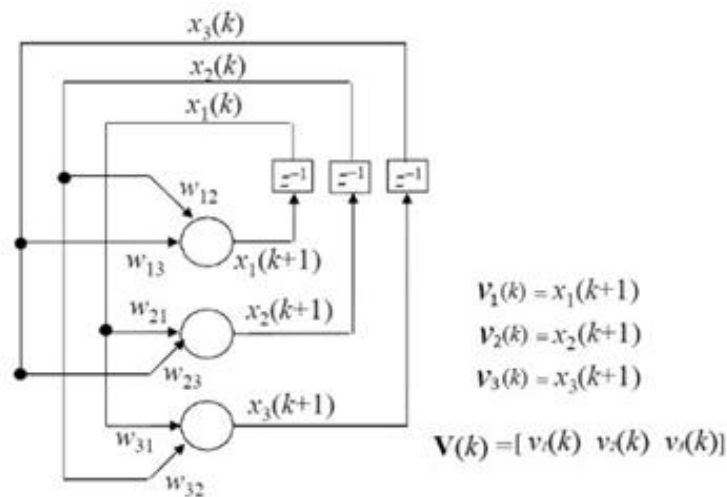 x₃(k)
x₂(k)
x₁(k)
z⁻¹ z⁻¹ z⁻¹
w₁₂
w₁₃ x₁(k+1)
w₂₁ x₂(k+1)
w₂₃
w₃₁ x₃(k+1)
w₃₂
v₁(k) = x₁(k+1)
v₂(k) = x₂(k+1)
v₃(k) = x₃(k+1)
V(k) =[ v₁(k) v₂(k) v₃(k)]